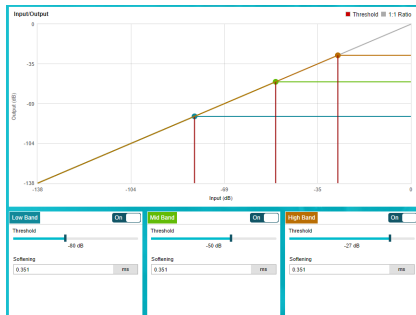 Input/Output
Threshold 1:1 Ratio
0
-35
-69
-104
-138
Output (dB)
-138 -104 -69 -35 0
Input (dB)
Low Band On
Threshold
-80 dB
Softening
0.351 ms
Mid Band On
Threshold
-50 dB
Softening
0.351 ms
High Band On
Threshold
-27 dB
Softening
0.351 ms